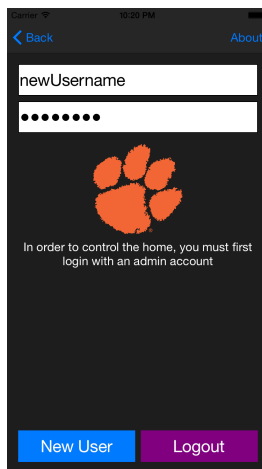 Carrier 10:20 PM
Back About
newUsername
●●●●●●●●
In order to control the home, you must first
login with an admin account
New User Logout